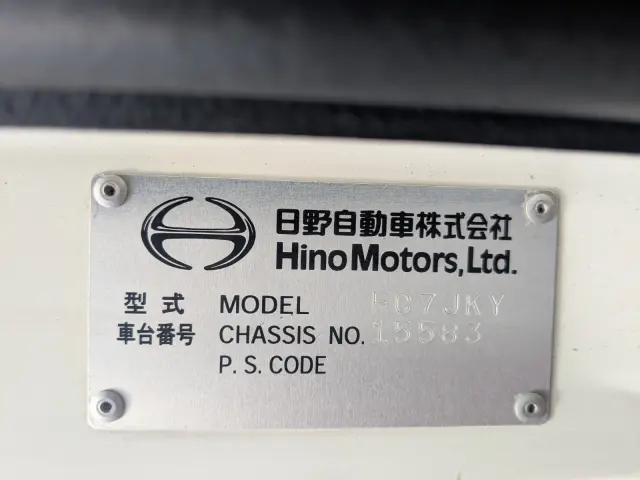 日野自動車株式会社
Hino Motors, Ltd.
型式 MODEL FC7JKY
車台番号 CHASSIS NO. 15583
P.S. CODE